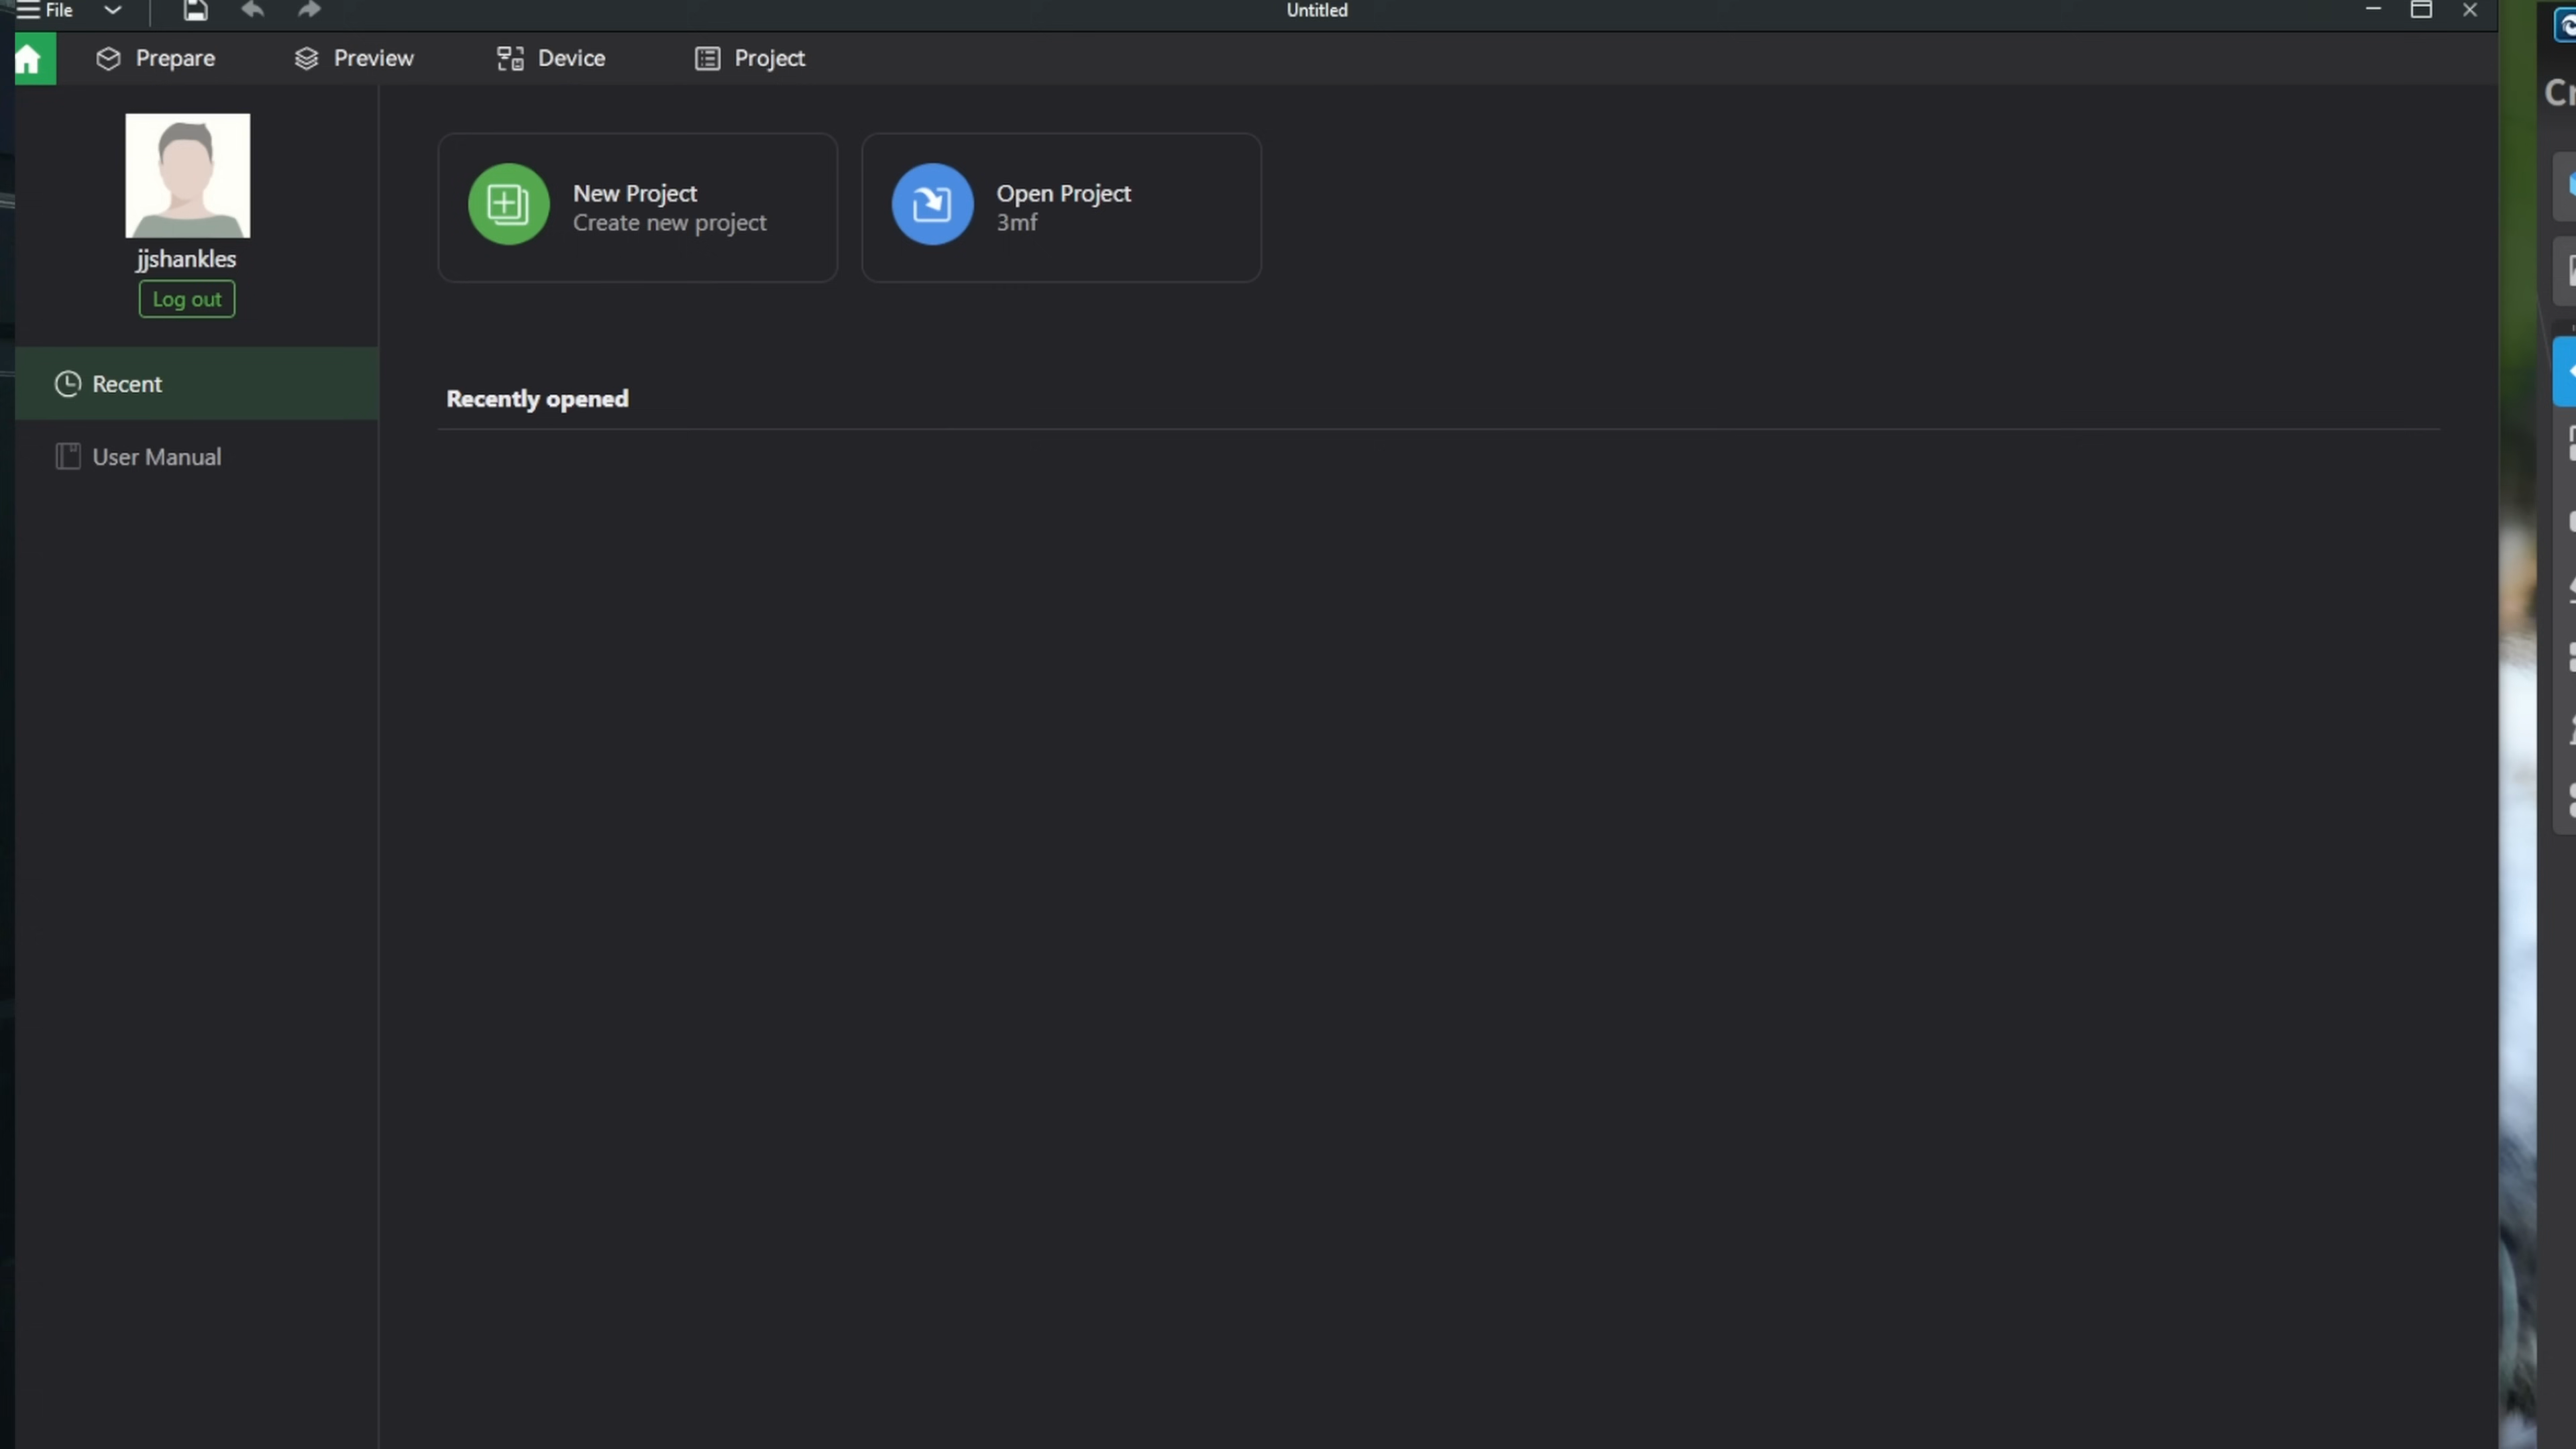 File
Untitled
Prepare
Preview
Device
Project
jjshankles
Log out
Recent
User Manual
New Project
Create new project
Open Project
3mf
Recently opened